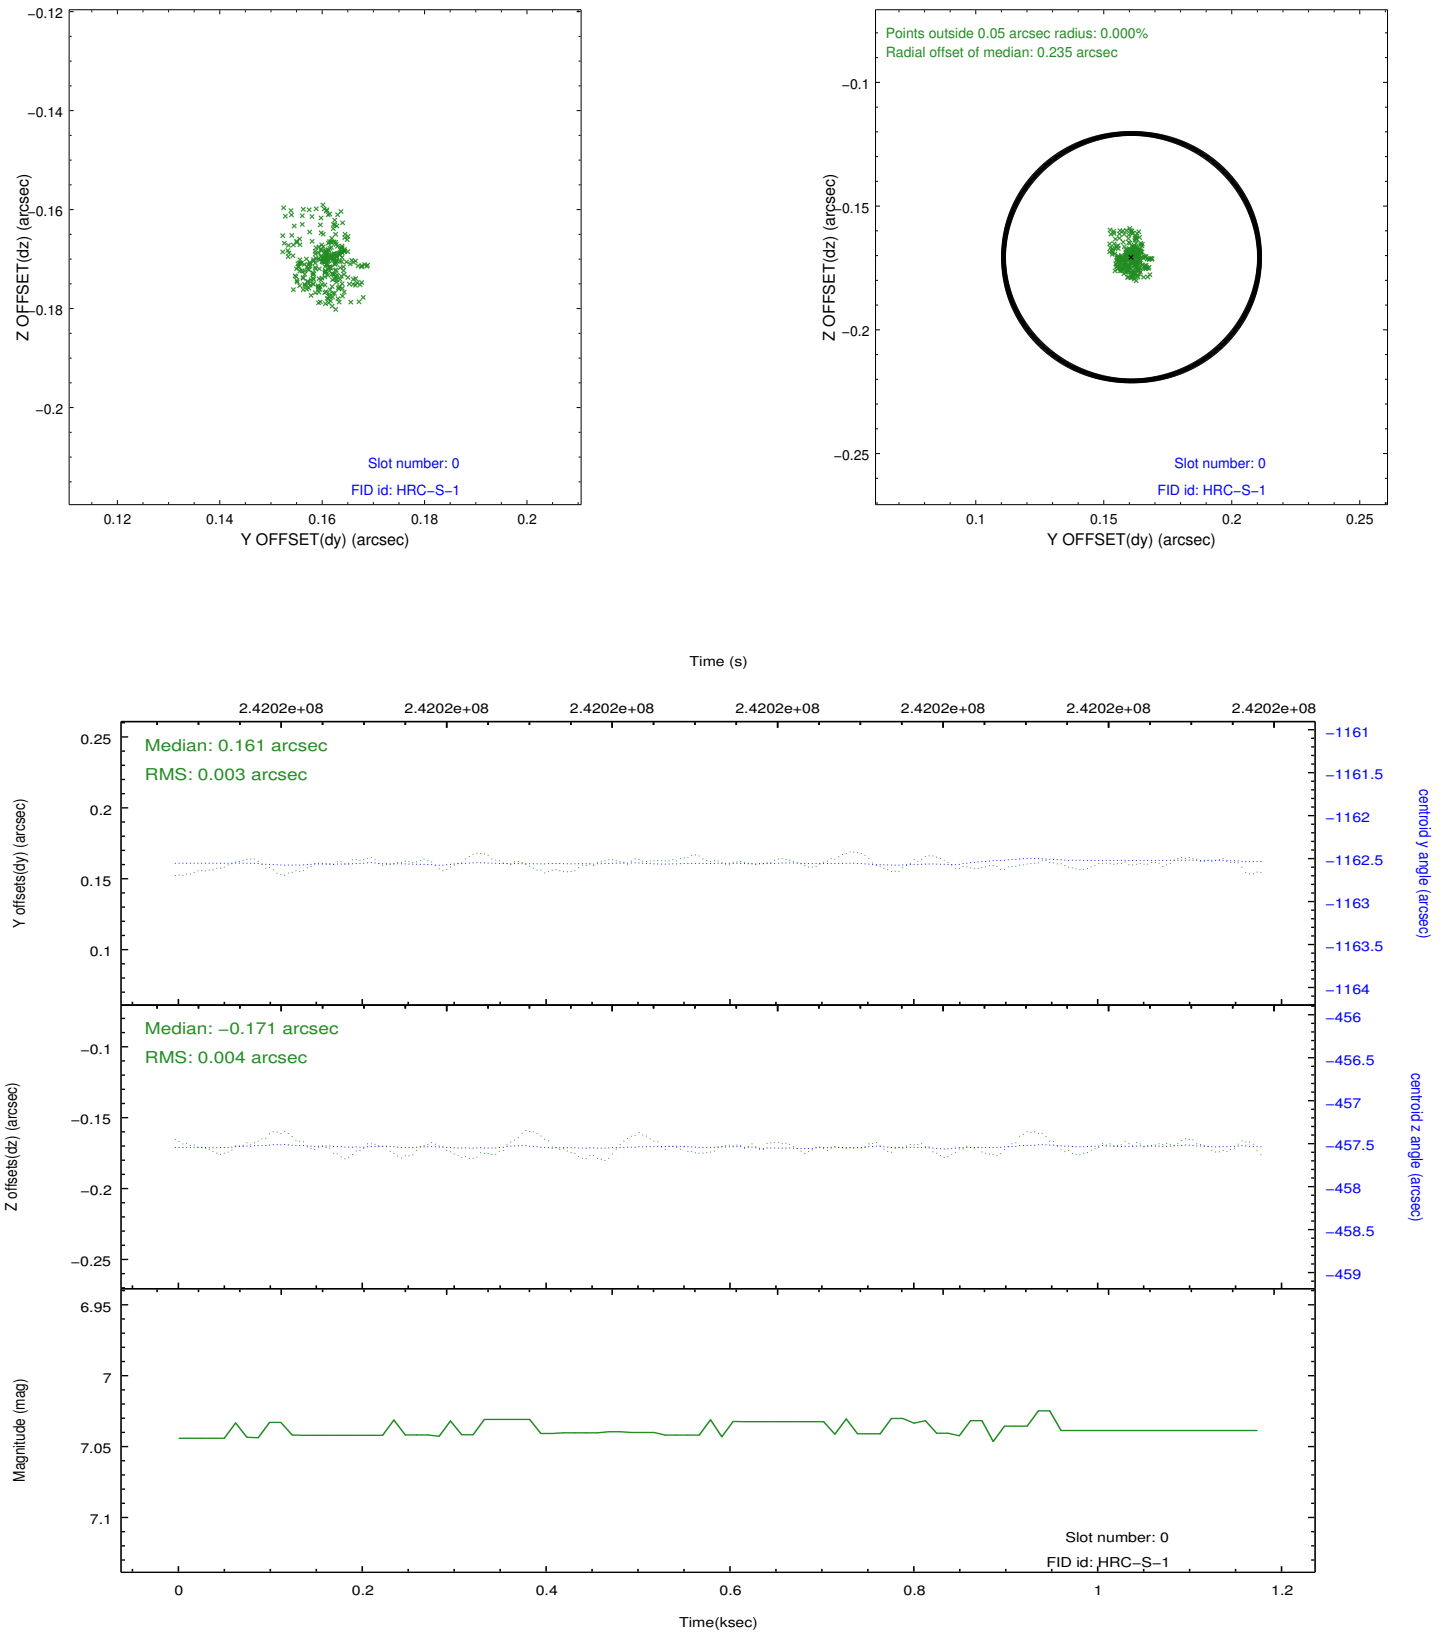 −0.12
−0.14
−0.16
−0.18
−0.2
Z OFFSET(dz) (arcsec)
Slot number: 0
FID id: HRC−S−1
0.12 0.14 0.16 0.18 0.2
Y OFFSET(dy) (arcsec)
Points outside 0.05 arcsec radius: 0.000%
Radial offset of median: 0.235 arcsec
−0.1
−0.15
−0.2
−0.25
Z OFFSET(dz) (arcsec)
Slot number: 0
FID id: HRC−S−1
0.1 0.15 0.2 0.25
Y OFFSET(dy) (arcsec)
Time (s)
2.4202e+08 2.4202e+08 2.4202e+08 2.4202e+08 2.4202e+08 2.4202e+08 2.4202e+08
Median: 0.161 arcsec
RMS: 0.003 arcsec
0.25
0.2
0.15
0.1
Y offsets(dy) (arcsec)
−1161
−1161.5
−1162
−1162.5
−1163
−1163.5
−1164
centroid y angle (arcsec)
Median: −0.171 arcsec
RMS: 0.004 arcsec
−0.1
−0.15
−0.2
−0.25
Z offsets(dz) (arcsec)
−456
−456.5
−457
−457.5
−458
−458.5
−459
centroid z angle (arcsec)
6.95
7
7.05
7.1
Magnitude (mag)
Slot number: 0
FID id: HRC−S−1
0 0.2 0.4 0.6 0.8 1 1.2
Time(ksec)